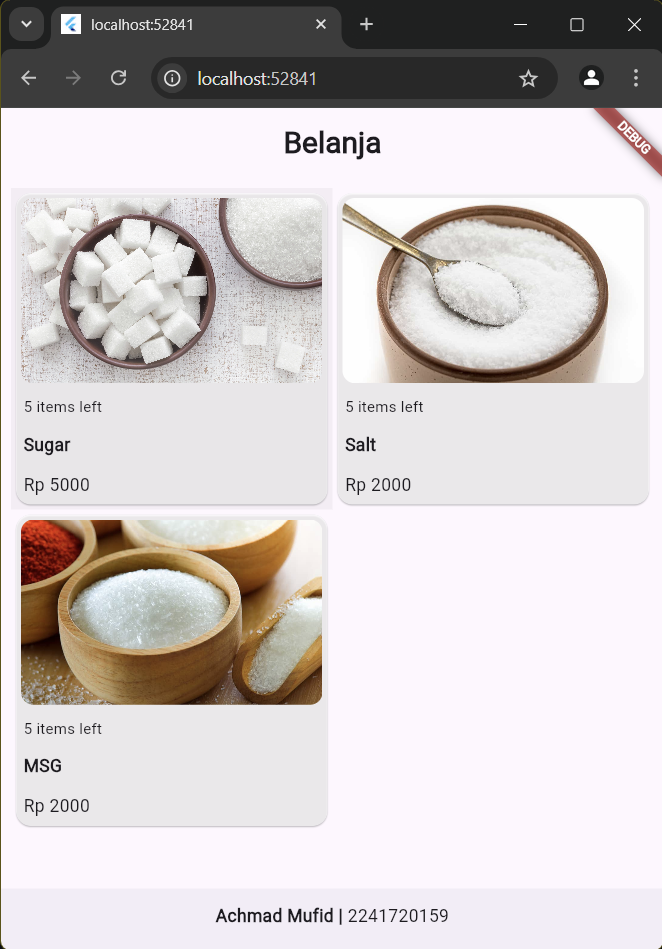 localhost:52841
localhost:52841
DEBUG
Belanja
5 items left
Sugar
Rp 5000
5 items left
Salt
Rp 2000
5 items left
MSG
Rp 2000
Achmad Mufid | 2241720159